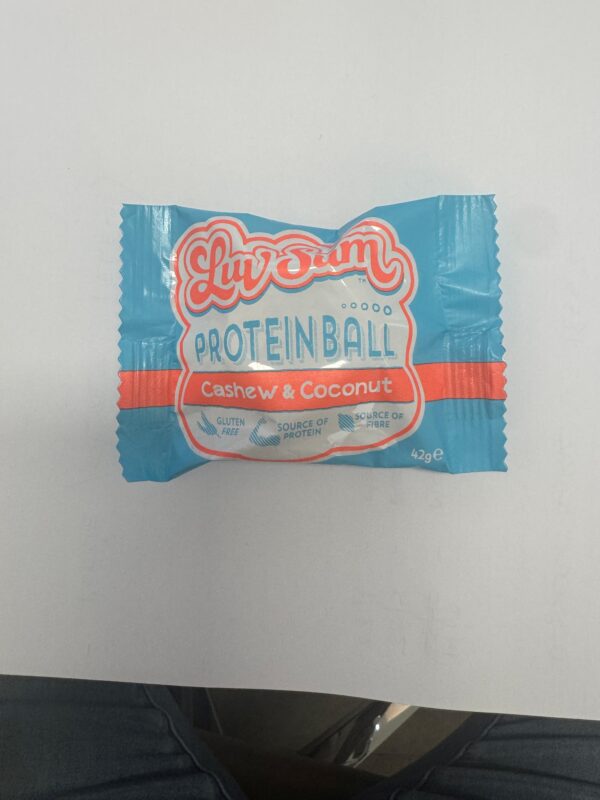 Luv Sum
™
PROTEIN BALL
Cashew & Coconut
GLUTEN
FREE
SOURCE OF
PROTEIN
SOURCE OF
FIBRE
42g℮